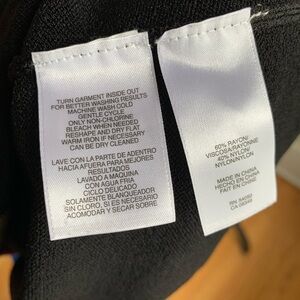 TURN GARMENT INSIDE OUT
FOR BETTER WASHING RESULTS
MACHINE WASH COLD
GENTLE CYCLE
ONLY NON-CHLORINE
BLEACH WHEN NEEDED
RESHAPE AND DRY FLAT
WARM IRON IF NECESSARY
CAN BE DRY CLEANED
LAVE CON LA PARTE DE ADENTRO
HACIA AFUERA PARA MEJORES
RESULTADOS
LAVADO A MAQUINA
CON AGUA FRIA
CICLO DELICADO
SOLAMENTE BLANQUEADOR
SIN CLORO, SI ES NECESARIO
ACOMODAR Y SECAR SIN
60% RAYON/
VISCOSA/RAYONNE
40% NYLON/
NYLON/NYLON
MADE IN CHINA
HECHO EN CHINA
FAIT EN CHINE
RN
CA